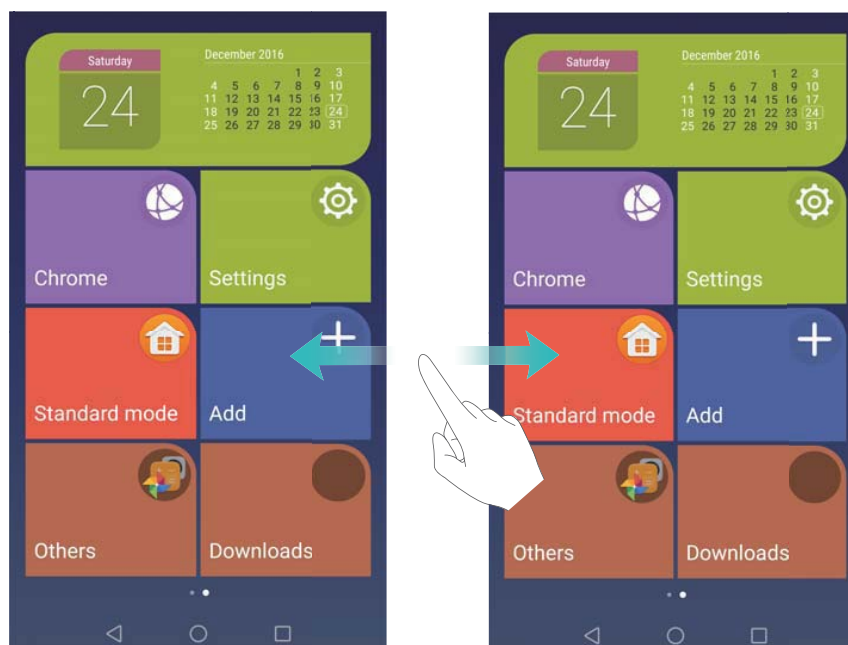 Saturday
24
December 2016
1 2 3
4 5 6 7 8 9 10
11 12 13 14 15 16 17
18 19 20 21 22 23 24
25 26 27 28 29 30 31
Chrome
Settings
Standard mode
Add
Others
Downloads
Saturday
24
December 2016
1 2 3
4 5 6 7 8 9 10
11 12 13 14 15 16 17
18 19 20 21 22 23 24
25 26 27 28 29 30 31
Chrome
Settings
Standard mode
Add
Others
Downloads